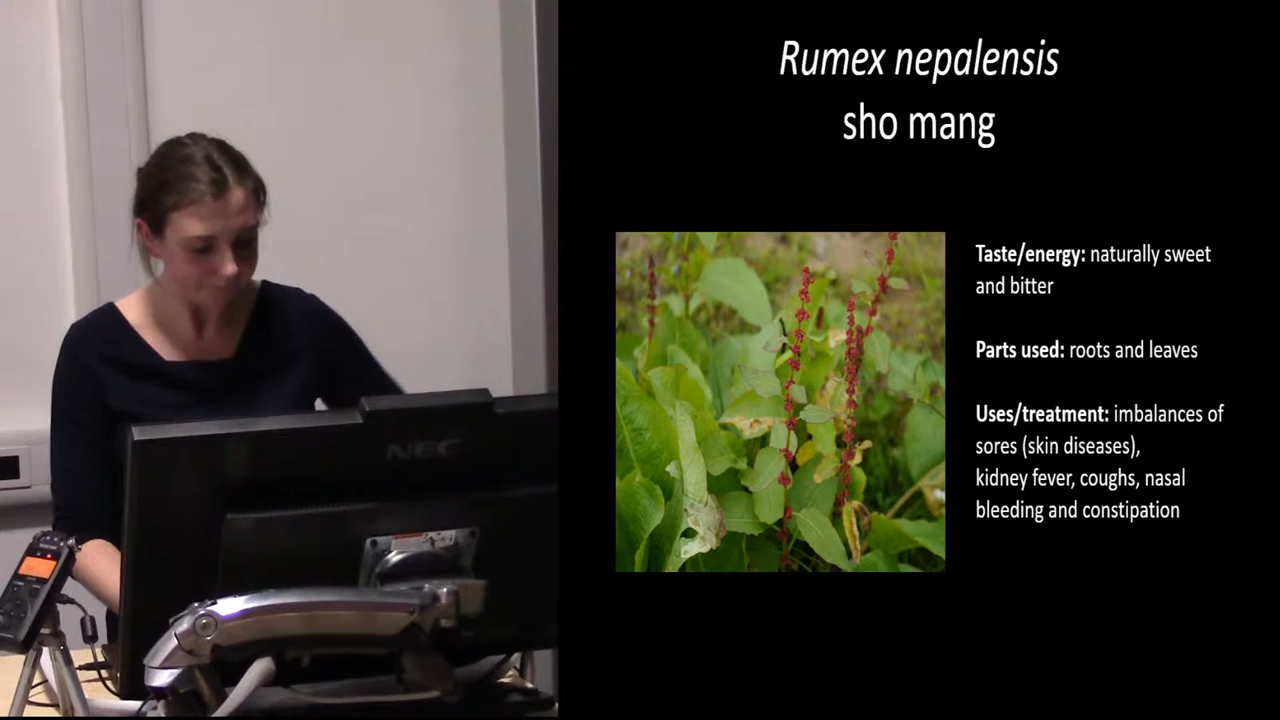 Rumex nepalensis
sho mang
Taste/energy: naturally sweet
and bitter
Parts used: roots and leaves
Uses/treatment: imbalances of
sores (skin diseases),
kidney fever, coughs, nasal
bleeding and constipation
NEC